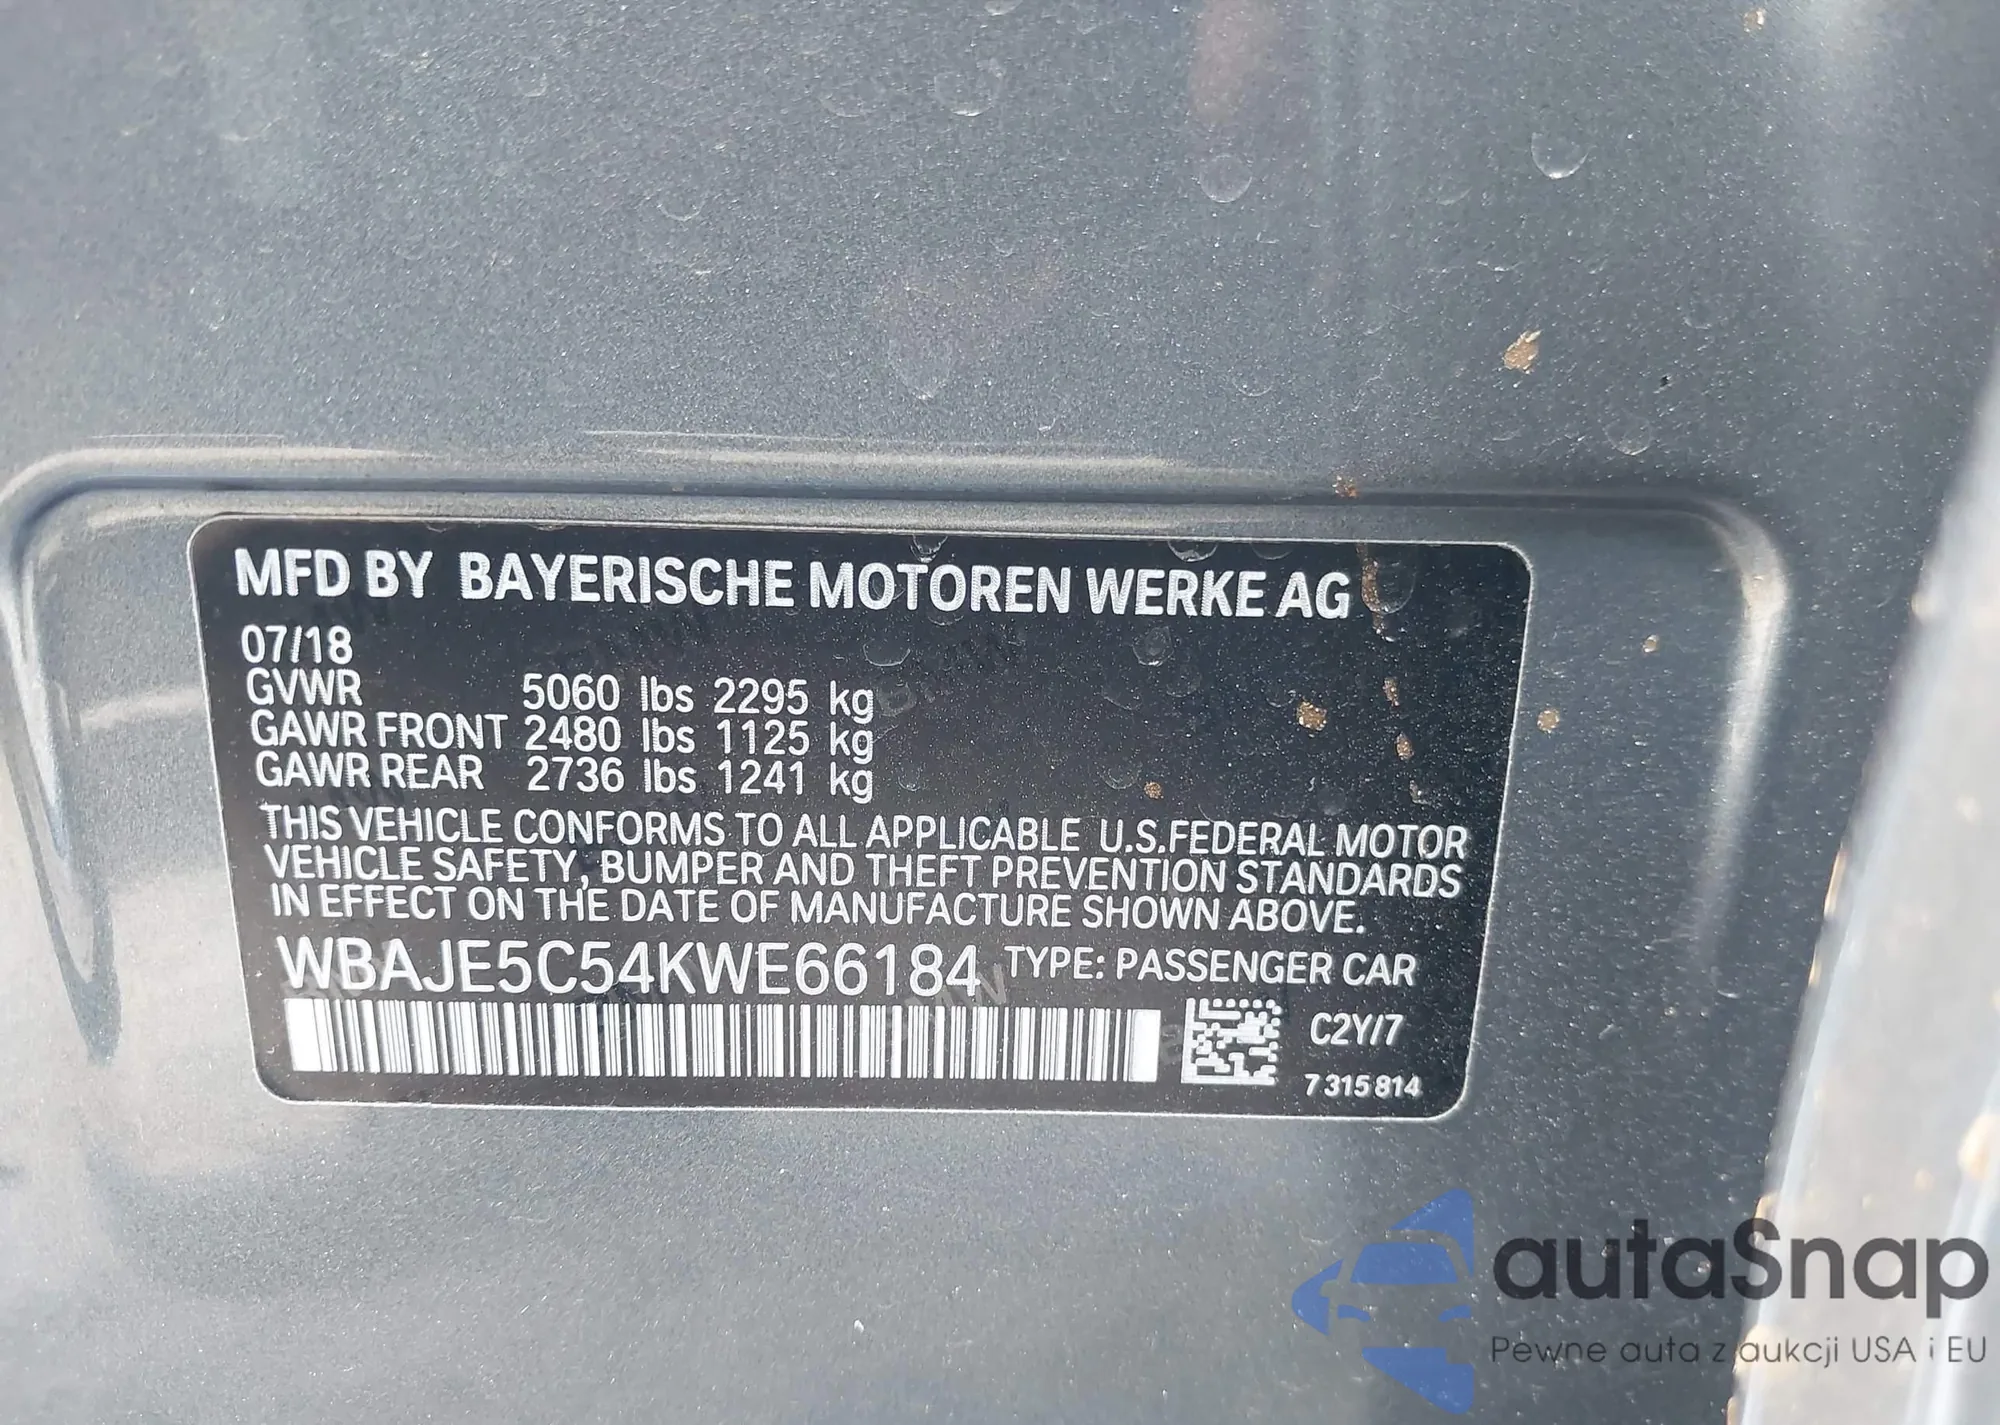 MFD BY BAYERISCHE MOTOREN WERKE AG
07/18
GVWR 5060 lbs 2295 kg
GAWR FRONT 2480 lbs 1125 kg
GAWR REAR 2736 lbs 1241 kg
THIS VEHICLE CONFORMS TO ALL APPLICABLE U.S.FEDERAL MOTOR
VEHICLE SAFETY, BUMPER AND THEFT PREVENTION STANDARDS
IN EFFECT ON THE DATE OF MANUFACTURE SHOWN ABOVE.
WBAJE5C54KWE66184 TYPE: PASSENGER CAR
C2Y/7
7 315 814
autaSnap
Pewne auta z aukcji USA i EU